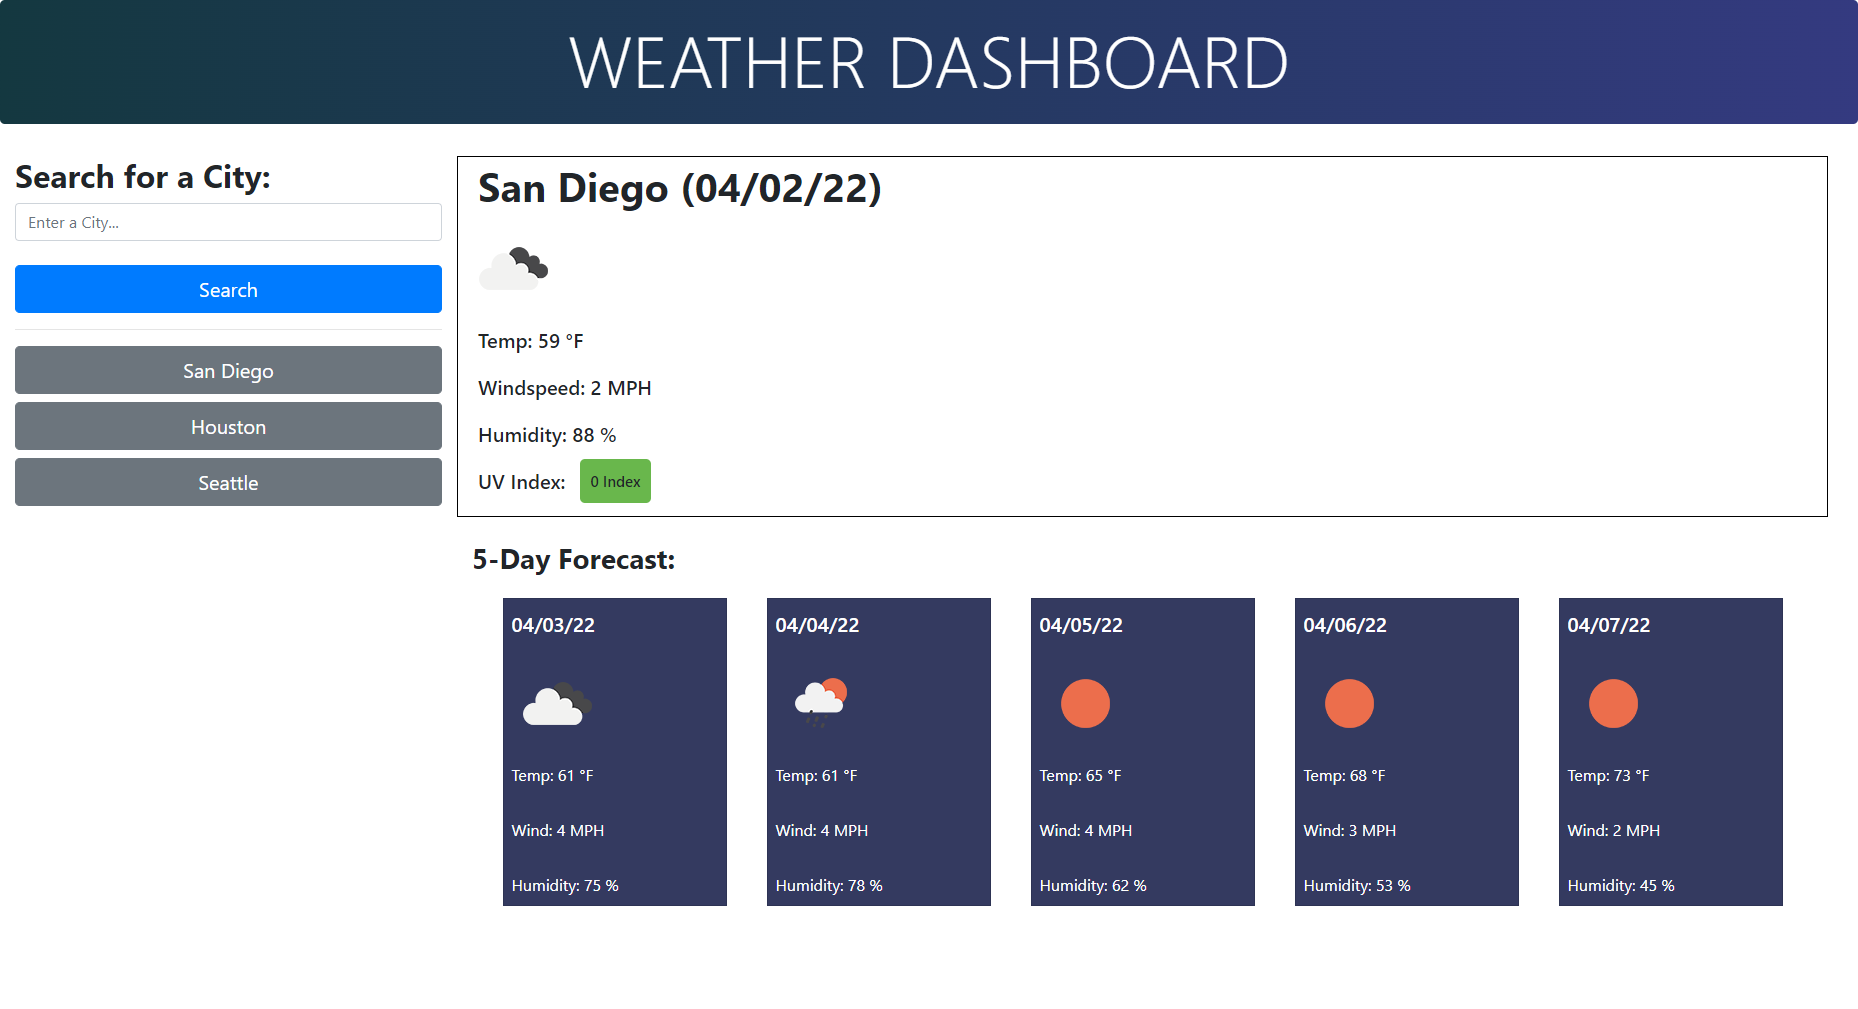 WEATHER DASHBOARD
Search for a City:
Enter a City...
Search
San Diego
Houston
Seattle
San Diego (04/02/22)
Temp: 59 °F
Windspeed: 2 MPH
Humidity: 88 %
UV Index: 0 Index
5-Day Forecast:
04/03/22
Temp: 61 °F
Wind: 4 MPH
Humidity: 75 %
04/04/22
Temp: 61 °F
Wind: 4 MPH
Humidity: 78 %
04/05/22
Temp: 65 °F
Wind: 4 MPH
Humidity: 62 %
04/06/22
Temp: 68 °F
Wind: 3 MPH
Humidity: 53 %
04/07/22
Temp: 73 °F
Wind: 2 MPH
Humidity: 45 %